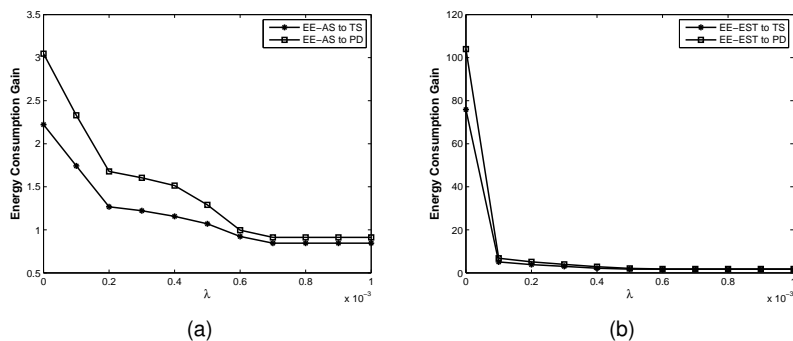 3.5
3
2.5
2
1.5
1
0.5
Energy Consumption Gain
EE−AS to TS
EE−AS to PD
0 0.2 0.4 0.6 0.8 1
x 10⁻³
λ
(a)
120
100
80
60
40
20
0
Energy Consumption Gain
EE−EST to TS
EE−EST to PD
0 0.2 0.4 0.6 0.8 1
x 10⁻³
λ
(b)